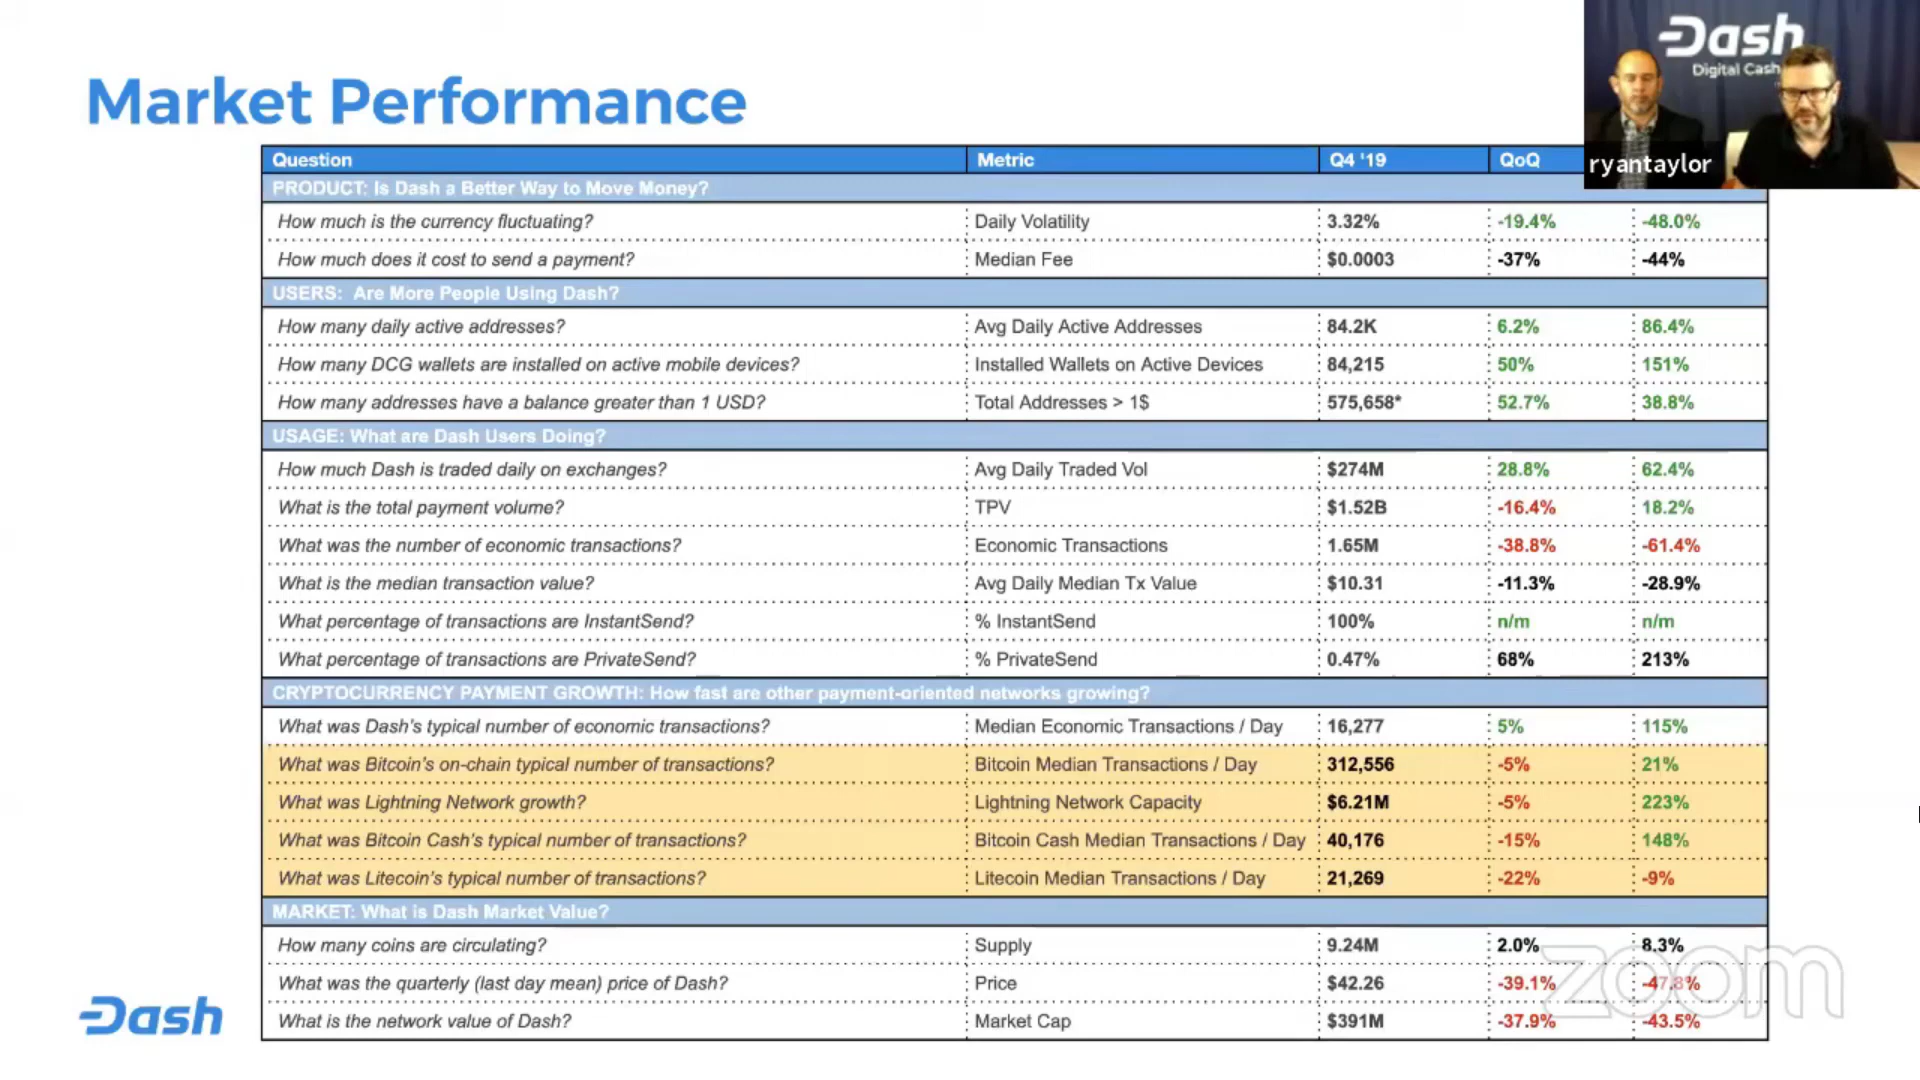 Dash
Digital Cash
ryantaylor
Market Performance
Question Metric Q4 '19 QoQ
PRODUCT: Is Dash a Better Way to Move Money?
How much is the currency fluctuating? Daily Volatility 3.32% -19.4% -48.0%
How much does it cost to send a payment? Median Fee $0.0003 -37% -44%
USERS: Are More People Using Dash?
How many daily active addresses? Avg Daily Active Addresses 84.2K 6.2% 86.4%
How many DCG wallets are installed on active mobile devices? Installed Wallets on Active Devices 84,215 50% 151%
How many addresses have a balance greater than 1 USD? Total Addresses > 1$ 575,658* 52.7% 38.8%
USAGE: What are Dash Users Doing?
How much Dash is traded daily on exchanges? Avg Daily Traded Vol $274M 28.8% 62.4%
What is the total payment volume? TPV $1.52B -16.4% 18.2%
What was the number of economic transactions? Economic Transactions 1.65M -38.8% -61.4%
What is the median transaction value? Avg Daily Median Tx Value $10.31 -11.3% -28.9%
What percentage of transactions are InstantSend? % InstantSend 100% n/m n/m
What percentage of transactions are PrivateSend? % PrivateSend 0.47% 68% 213%
CRYPTOCURRENCY PAYMENT GROWTH: How fast are other payment-oriented networks growing?
What was Dash's typical number of economic transactions? Median Economic Transactions / Day 16,277 5% 115%
What was Bitcoin's on-chain typical number of transactions? Bitcoin Median Transactions / Day 312,556 -5% 21%
What was Lightning Network growth? Lightning Network Capacity $6.21M -5% 223%
What was Bitcoin Cash's typical number of transactions? Bitcoin Cash Median Transactions / Day 40,176 -15% 148%
What was Litecoin's typical number of transactions? Litecoin Median Transactions / Day 21,269 -22% -9%
MARKET: What is Dash Market Value?
How many coins are circulating? Supply 9.24M 2.0% 8.3%
What was the quarterly (last day mean) price of Dash? Price $42.26 -39.1% -47.8%
What is the network value of Dash? Market Cap $391M -37.9% -43.5%
Dash
zoom